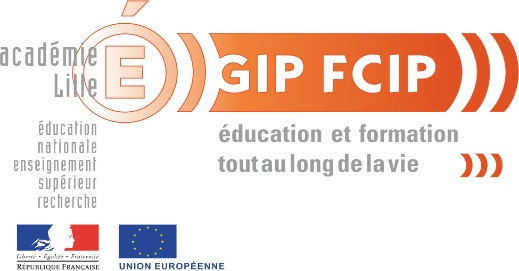 académie
Lille
É
GIP FCIP
éducation
nationale
enseignement
supérieur
recherche
éducation et formation
tout au long de la vie
Liberté • Égalité • Fraternité
RÉPUBLIQUE FRANÇAISE
UNION EUROPÉENNE